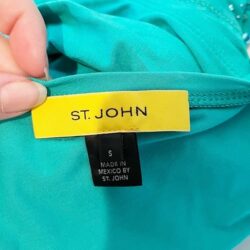 ST. JOHN
S
MADE IN
MEXICO BY
ST. JOHN